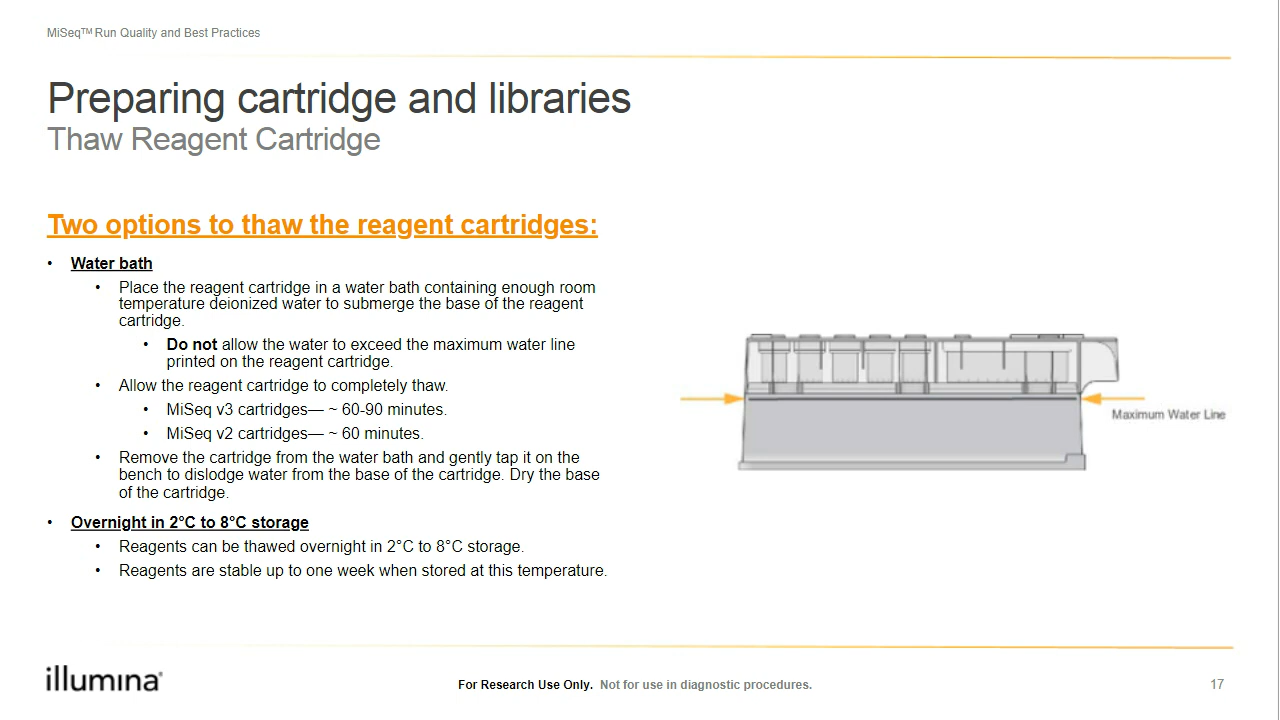 MiSeq™ Run Quality and Best Practices
Preparing cartridge and libraries
Thaw Reagent Cartridge
Two options to thaw the reagent cartridges:
• Water bath
• Place the reagent cartridge in a water bath containing enough room
temperature deionized water to submerge the base of the reagent
cartridge.
• Do not allow the water to exceed the maximum water line
printed on the reagent cartridge.
• Allow the reagent cartridge to completely thaw.
• MiSeq v3 cartridges— ~ 60-90 minutes.
• MiSeq v2 cartridges— ~ 60 minutes.
• Remove the cartridge from the water bath and gently tap it on the
bench to dislodge water from the base of the cartridge. Dry the base
of the cartridge.
• Overnight in 2°C to 8°C storage
• Reagents can be thawed overnight in 2°C to 8°C storage.
• Reagents are stable up to one week when stored at this temperature.
Maximum Water Line
illumina®
For Research Use Only. Not for use in diagnostic procedures.
17